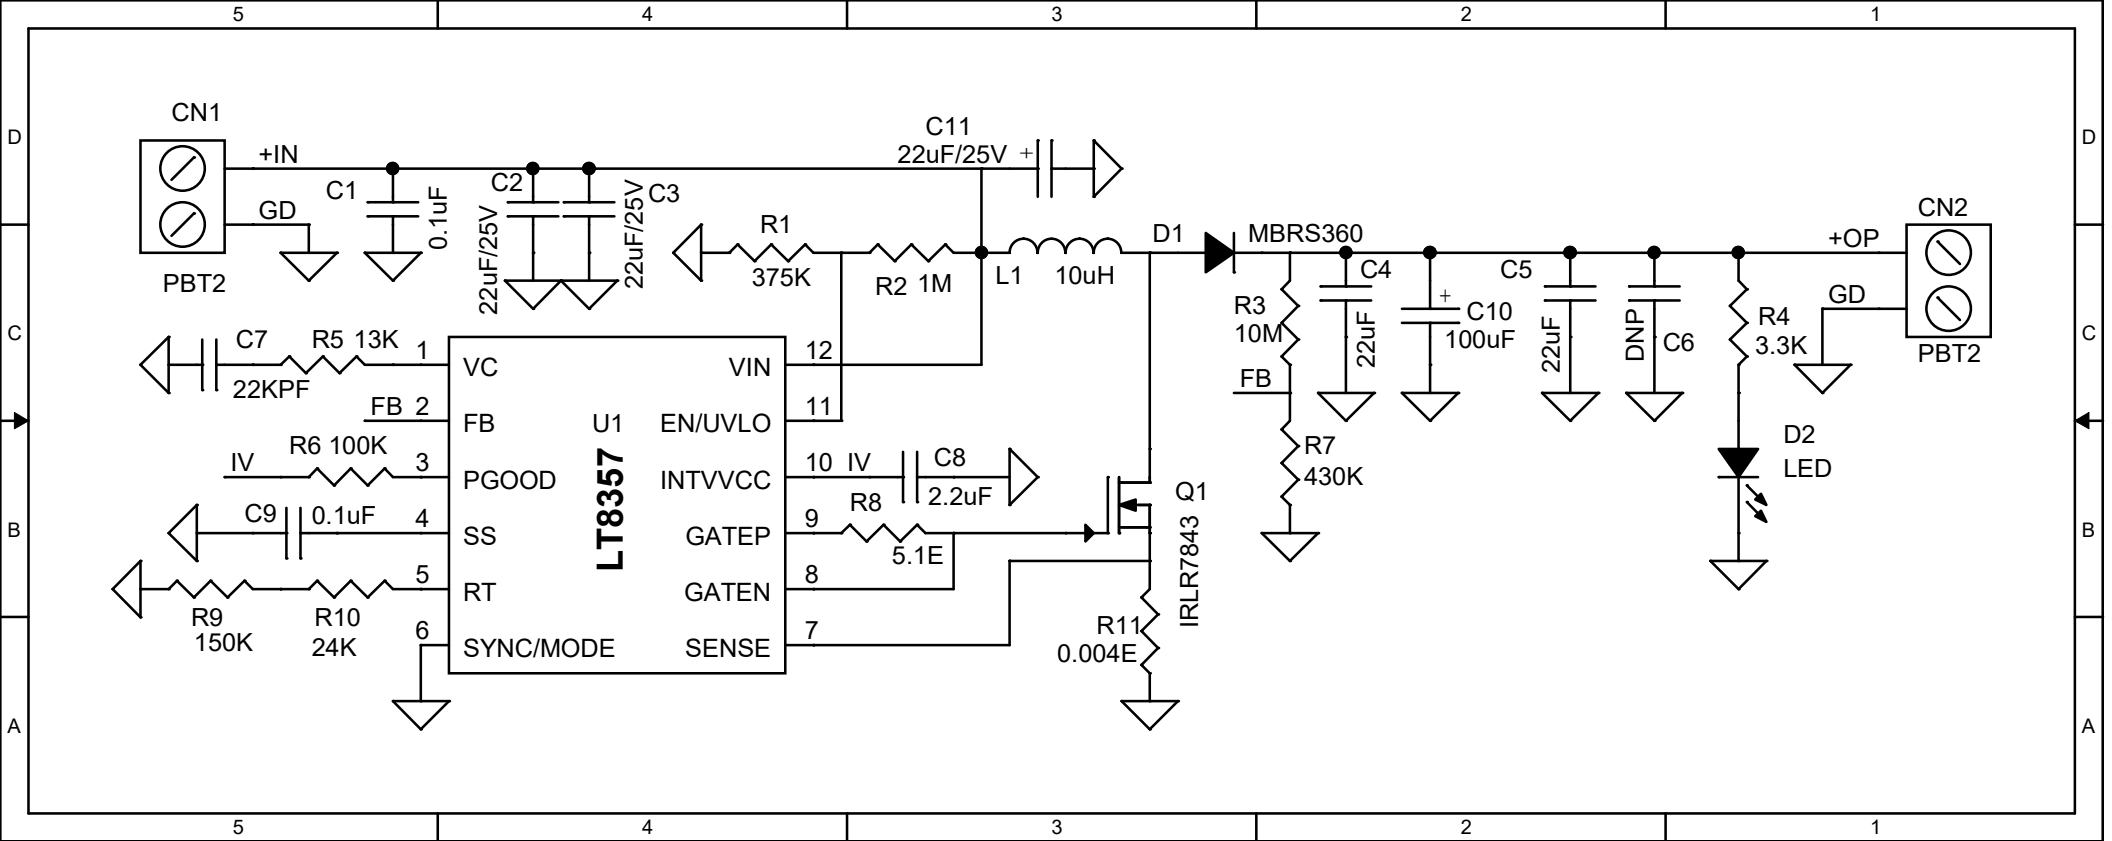 5 4 3 2 1
D D
C C
B B
A A
CN1
+IN
GD
PBT2
C1
0.1uF
C2
22uF/25V
C3
22uF/25V
C11
22uF/25V +
R1
375K
R2 1M
L1 10uH
D1 MBRS360
CN2
+OP
GD
PBT2
R3
10M
FB
C4
22uF
+
C10
100uF
C5
22uF
DNP
C6
R4
3.3K
D2
LED
R7
430K
C7
22KPF
R5 13K
1 VC
FB 2 FB
IV
R6 100K
3 PGOOD
C9 0.1uF
4 SS
5 RT
R9
150K
R10
24K
6 SYNC/MODE
U1
LT8357
VIN 12
EN/UVLO 11
INTVVCC 10 IV
C8
2.2uF
GATEP 9
R8
5.1E
GATEN 8
SENSE 7
Q1
IRLR7843
R11
0.004E
5 4 3 2 1